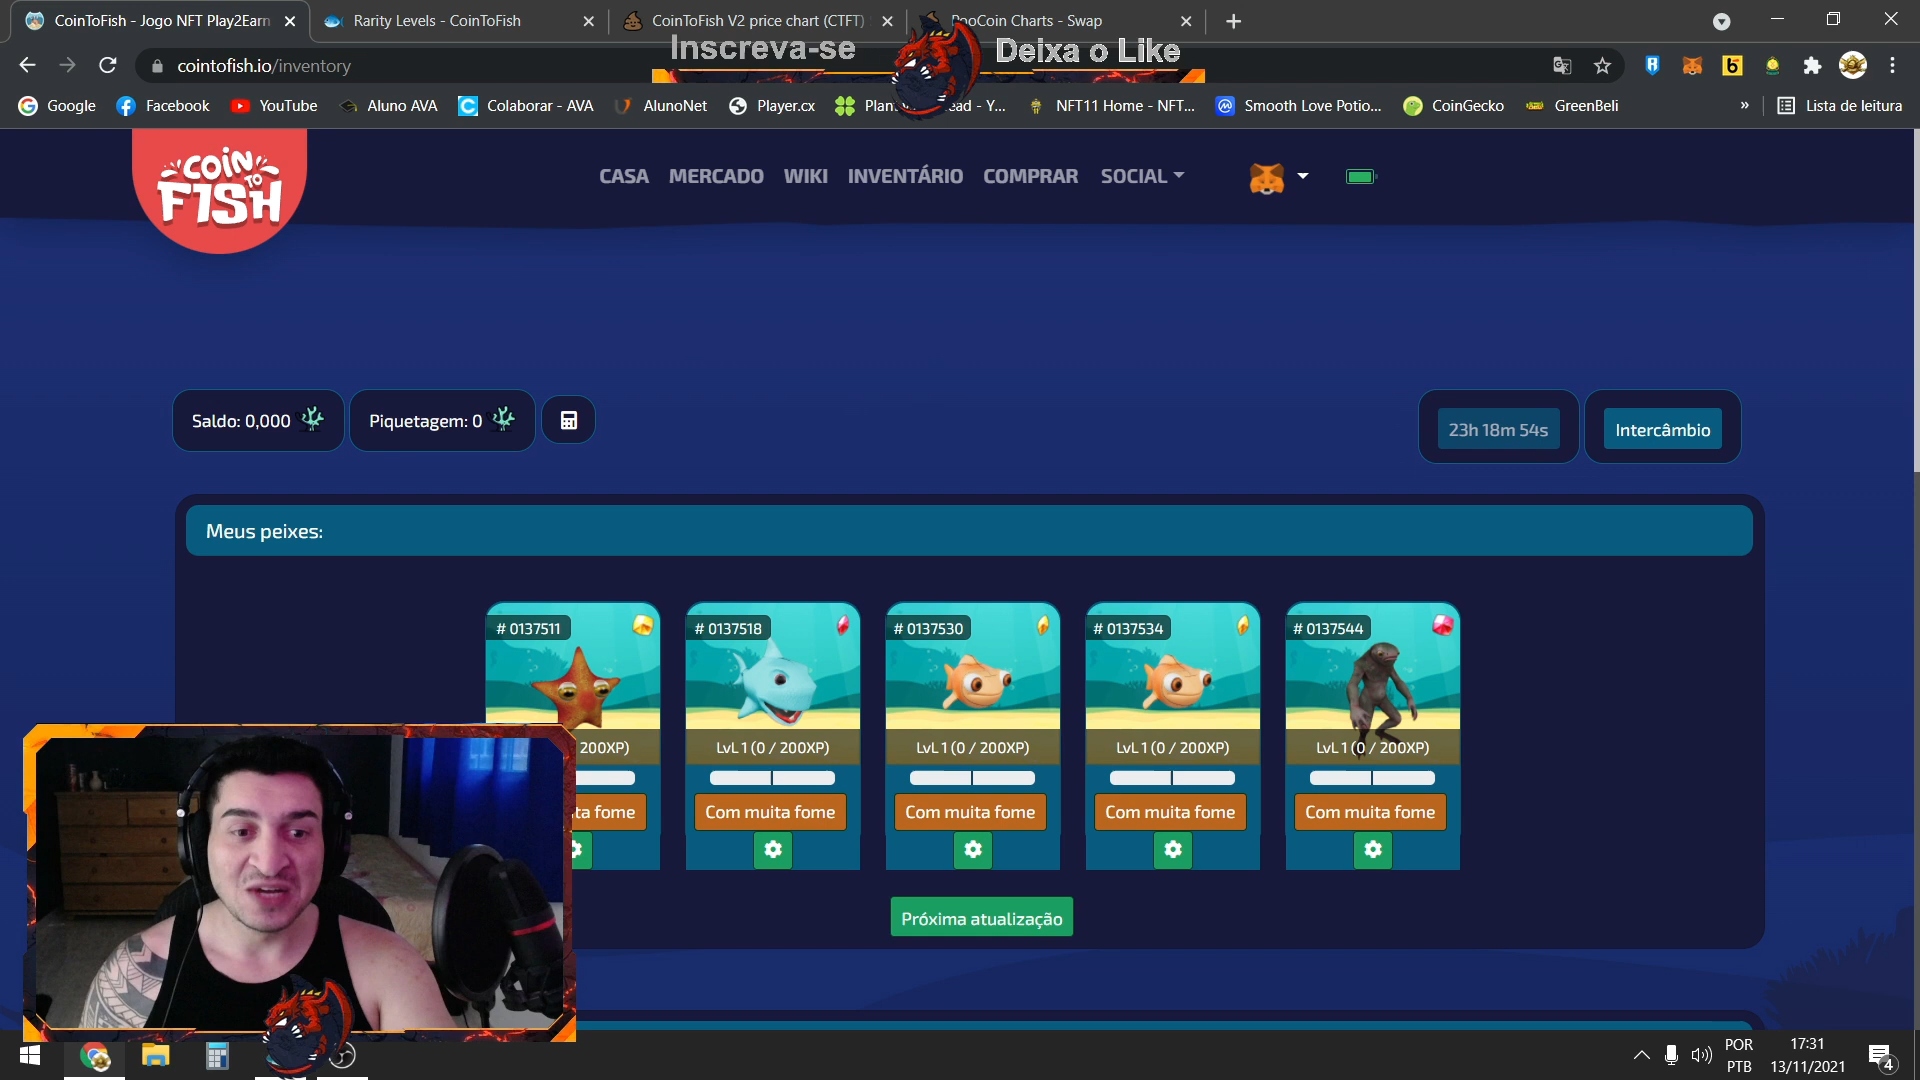 CoinToFish - Jogo NFT Play2Earn
Rarity Levels - CoinToFish
CoinToFish V2 price chart (CTFT)
PooCoin Charts - Swap
Inscreva-se
Deixa o Like
cointofish.io/inventory
Google
Facebook
YouTube
Aluno AVA
Colaborar - AVA
AlunoNet
Player.cx
NFT11 Home - NFT...
Smooth Love Potio...
CoinGecko
GreenBeli
»
Lista de leitura
COIN TO FISH
CASA
MERCADO
WIKI
INVENTÁRIO
COMPRAR
SOCIAL
Saldo: 0,000
Piquetagem: 0
23h 18m 54s
Intercâmbio
Meus peixes:
# 0137511
# 0137518
# 0137530
# 0137534
# 0137544
200XP)
LvL 1 (0 / 200XP)
LvL 1 (0 / 200XP)
LvL 1 (0 / 200XP)
LvL 1 (0 / 200XP)
ta fome
Com muita fome
Com muita fome
Com muita fome
Com muita fome
Próxima atualização
POR
PTB
17:31
13/11/2021
4